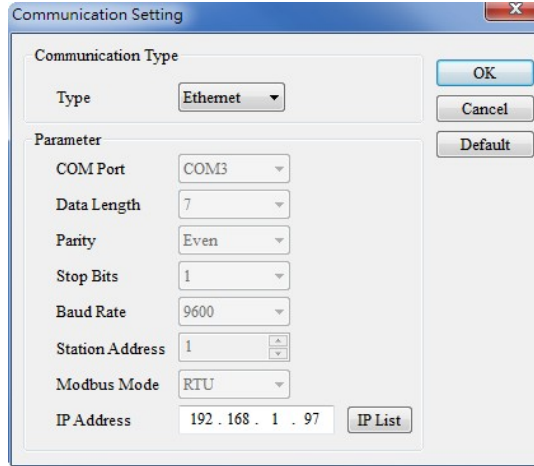 Communication Setting
Communication Type
Type Ethernet
OK
Cancel
Default
Parameter
COM Port COM3
Data Length 7
Parity Even
Stop Bits 1
Baud Rate 9600
Station Address 1
Modbus Mode RTU
IP Address 192 . 168 . 1 . 97 IP List